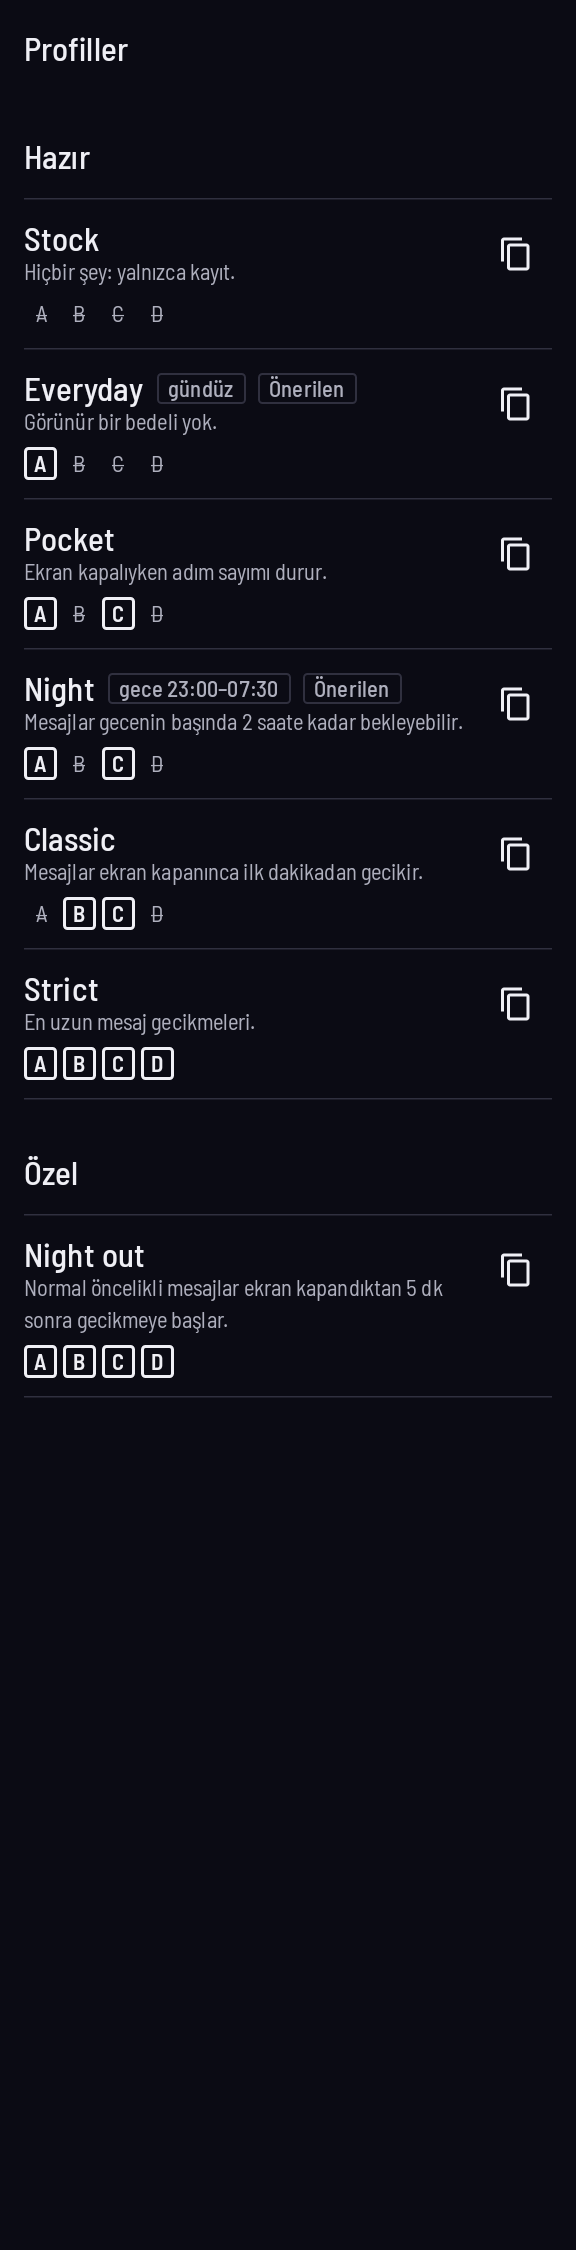 Profiller
Hazır
Stock
Hiçbir şey: yalnızca kayıt.
A B C D
Everyday gündüz Önerilen
Görünür bir bedeli yok.
A B C D
Pocket
Ekran kapalıyken adım sayımı durur.
A B C D
Night gece 23:00–07:30 Önerilen
Mesajlar gecenin başında 2 saate kadar bekleyebilir.
A B C D
Classic
Mesajlar ekran kapanınca ilk dakikadan gecikir.
A B C D
Strict
En uzun mesaj gecikmeleri.
A B C D
Özel
Night out
Normal öncelikli mesajlar ekran kapandıktan 5 dk
sonra gecikmeye başlar.
A B C D